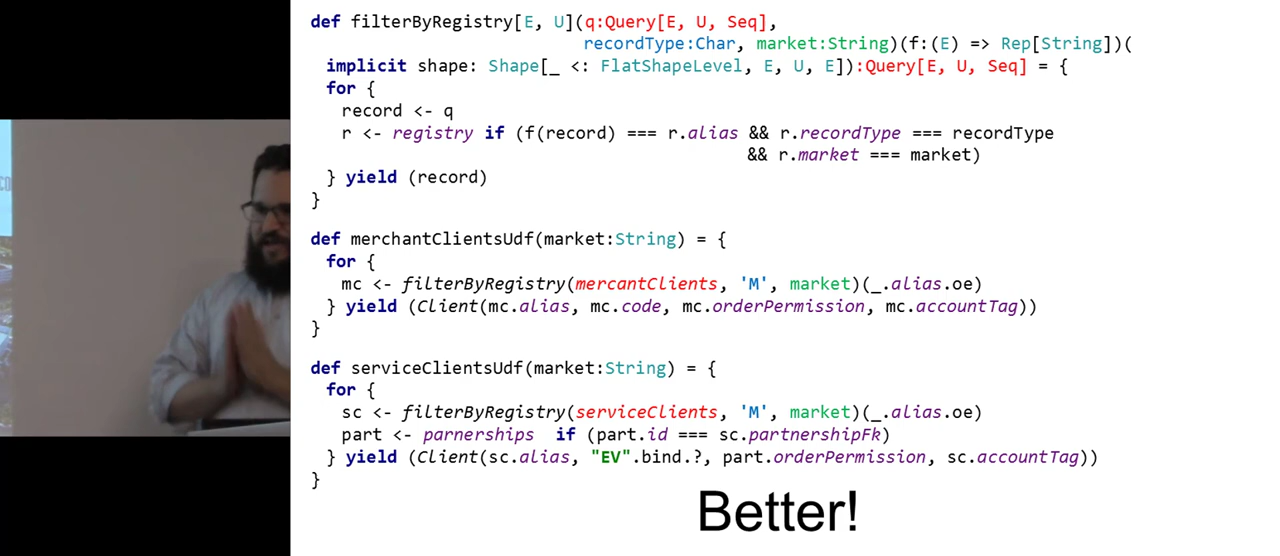 def filterByRegistry[E, U](q:Query[E, U, Seq],
recordType:Char, market:String)(f:(E) => Rep[String])(
implicit shape: Shape[_ <: FlatShapeLevel, E, U, E]):Query[E, U, Seq] = {
for {
record <- q
r <- registry if (f(record) === r.alias && r.recordType === recordType
&& r.market === market)
} yield (record)
}
def merchantClientsUdf(market:String) = {
for {
mc <- filterByRegistry(mercantClients, 'M', market)(_.alias.oe)
} yield (Client(mc.alias, mc.code, mc.orderPermission, mc.accountTag))
}
def serviceClientsUdf(market:String) = {
for {
sc <- filterByRegistry(serviceClients, 'M', market)(_.alias.oe)
part <- parnerships if (part.id === sc.partnershipFk)
} yield (Client(sc.alias, "EV".bind.?, part.orderPermission, sc.accountTag))
}
Better!